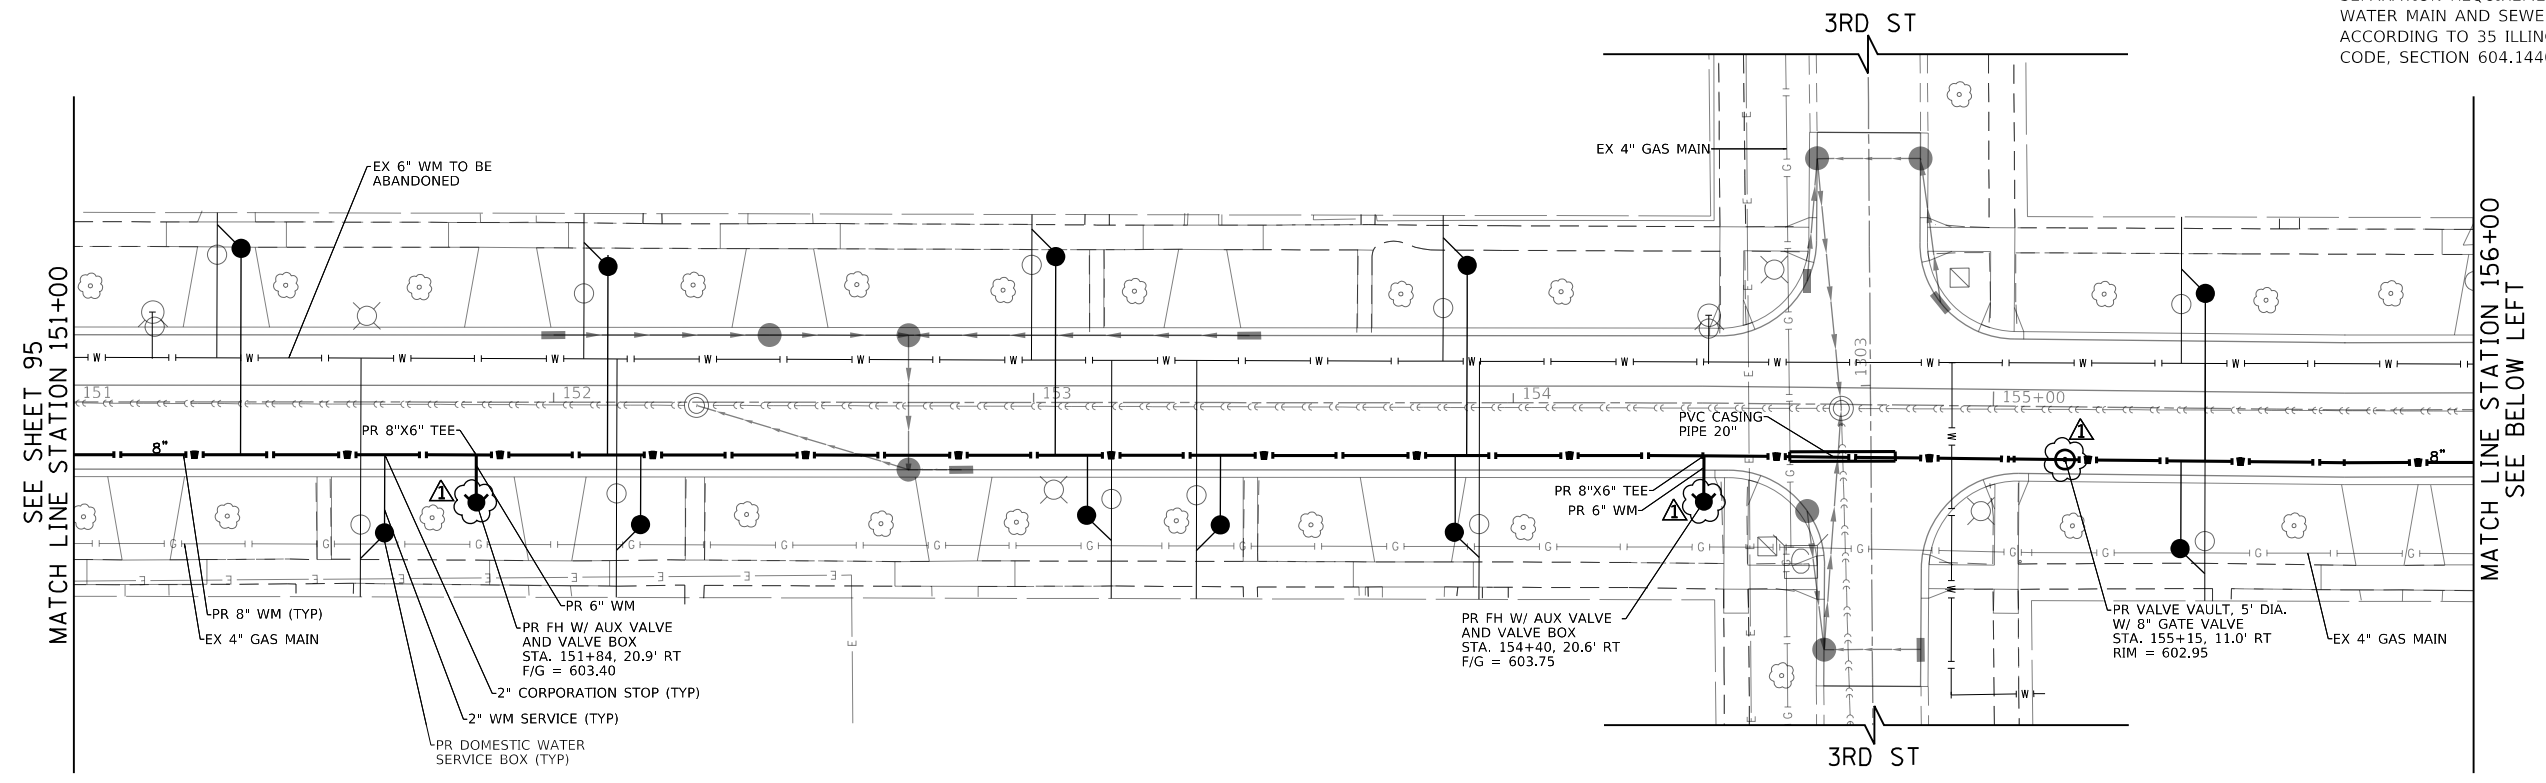 WATER MAIN AND SEWE
ACCORDING TO 35 ILLIN
CODE, SECTION 604.144
3RD ST
EX 4" GAS MAIN
EX 6" WM TO BE
ABANDONED
SEE SHEET 95
MATCH LINE STATION 151+00
MATCH LINE STATION 156+00
SEE BELOW LEFT
151
152
153
154
155+00
1303
PR 8"X6" TEE
PVC CASING
PIPE 20"
8"
8"
1
1
1
PR 8"X6" TEE
PR 6" WM
PR 8" WM (TYP)
EX 4" GAS MAIN
PR 6" WM
PR FH W/ AUX VALVE
AND VALVE BOX
STA. 151+84, 20.9' RT
F/G = 603.40
2" CORPORATION STOP (TYP)
2" WM SERVICE (TYP)
PR DOMESTIC WATER
SERVICE BOX (TYP)
PR FH W/ AUX VALVE
AND VALVE BOX
STA. 154+40, 20.6' RT
F/G = 603.75
PR VALVE VAULT, 5' DIA.
W/ 8" GATE VALVE
STA. 155+15, 11.0' RT
RIM = 602.95
EX 4" GAS MAIN
3RD ST